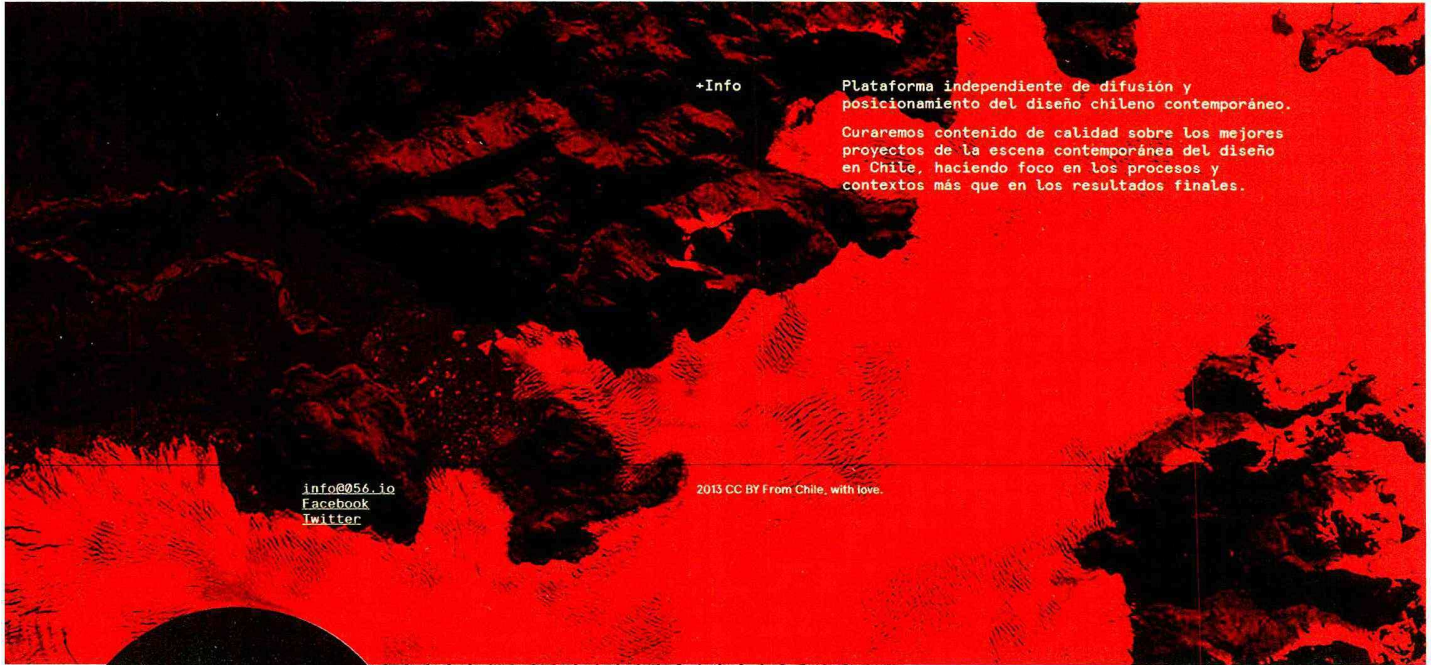 +Info
Plataforma independiente de difusión y
posicionamiento del diseño chileno contemporáneo.
Curaremos contenido de calidad sobre los mejores
proyectos de la escena contemporánea del diseño
en Chile, haciendo foco en los procesos y
contextos más que en los resultados finales.
info@056.io
Facebook
Twitter
2013 CC BY From Chile, with love.